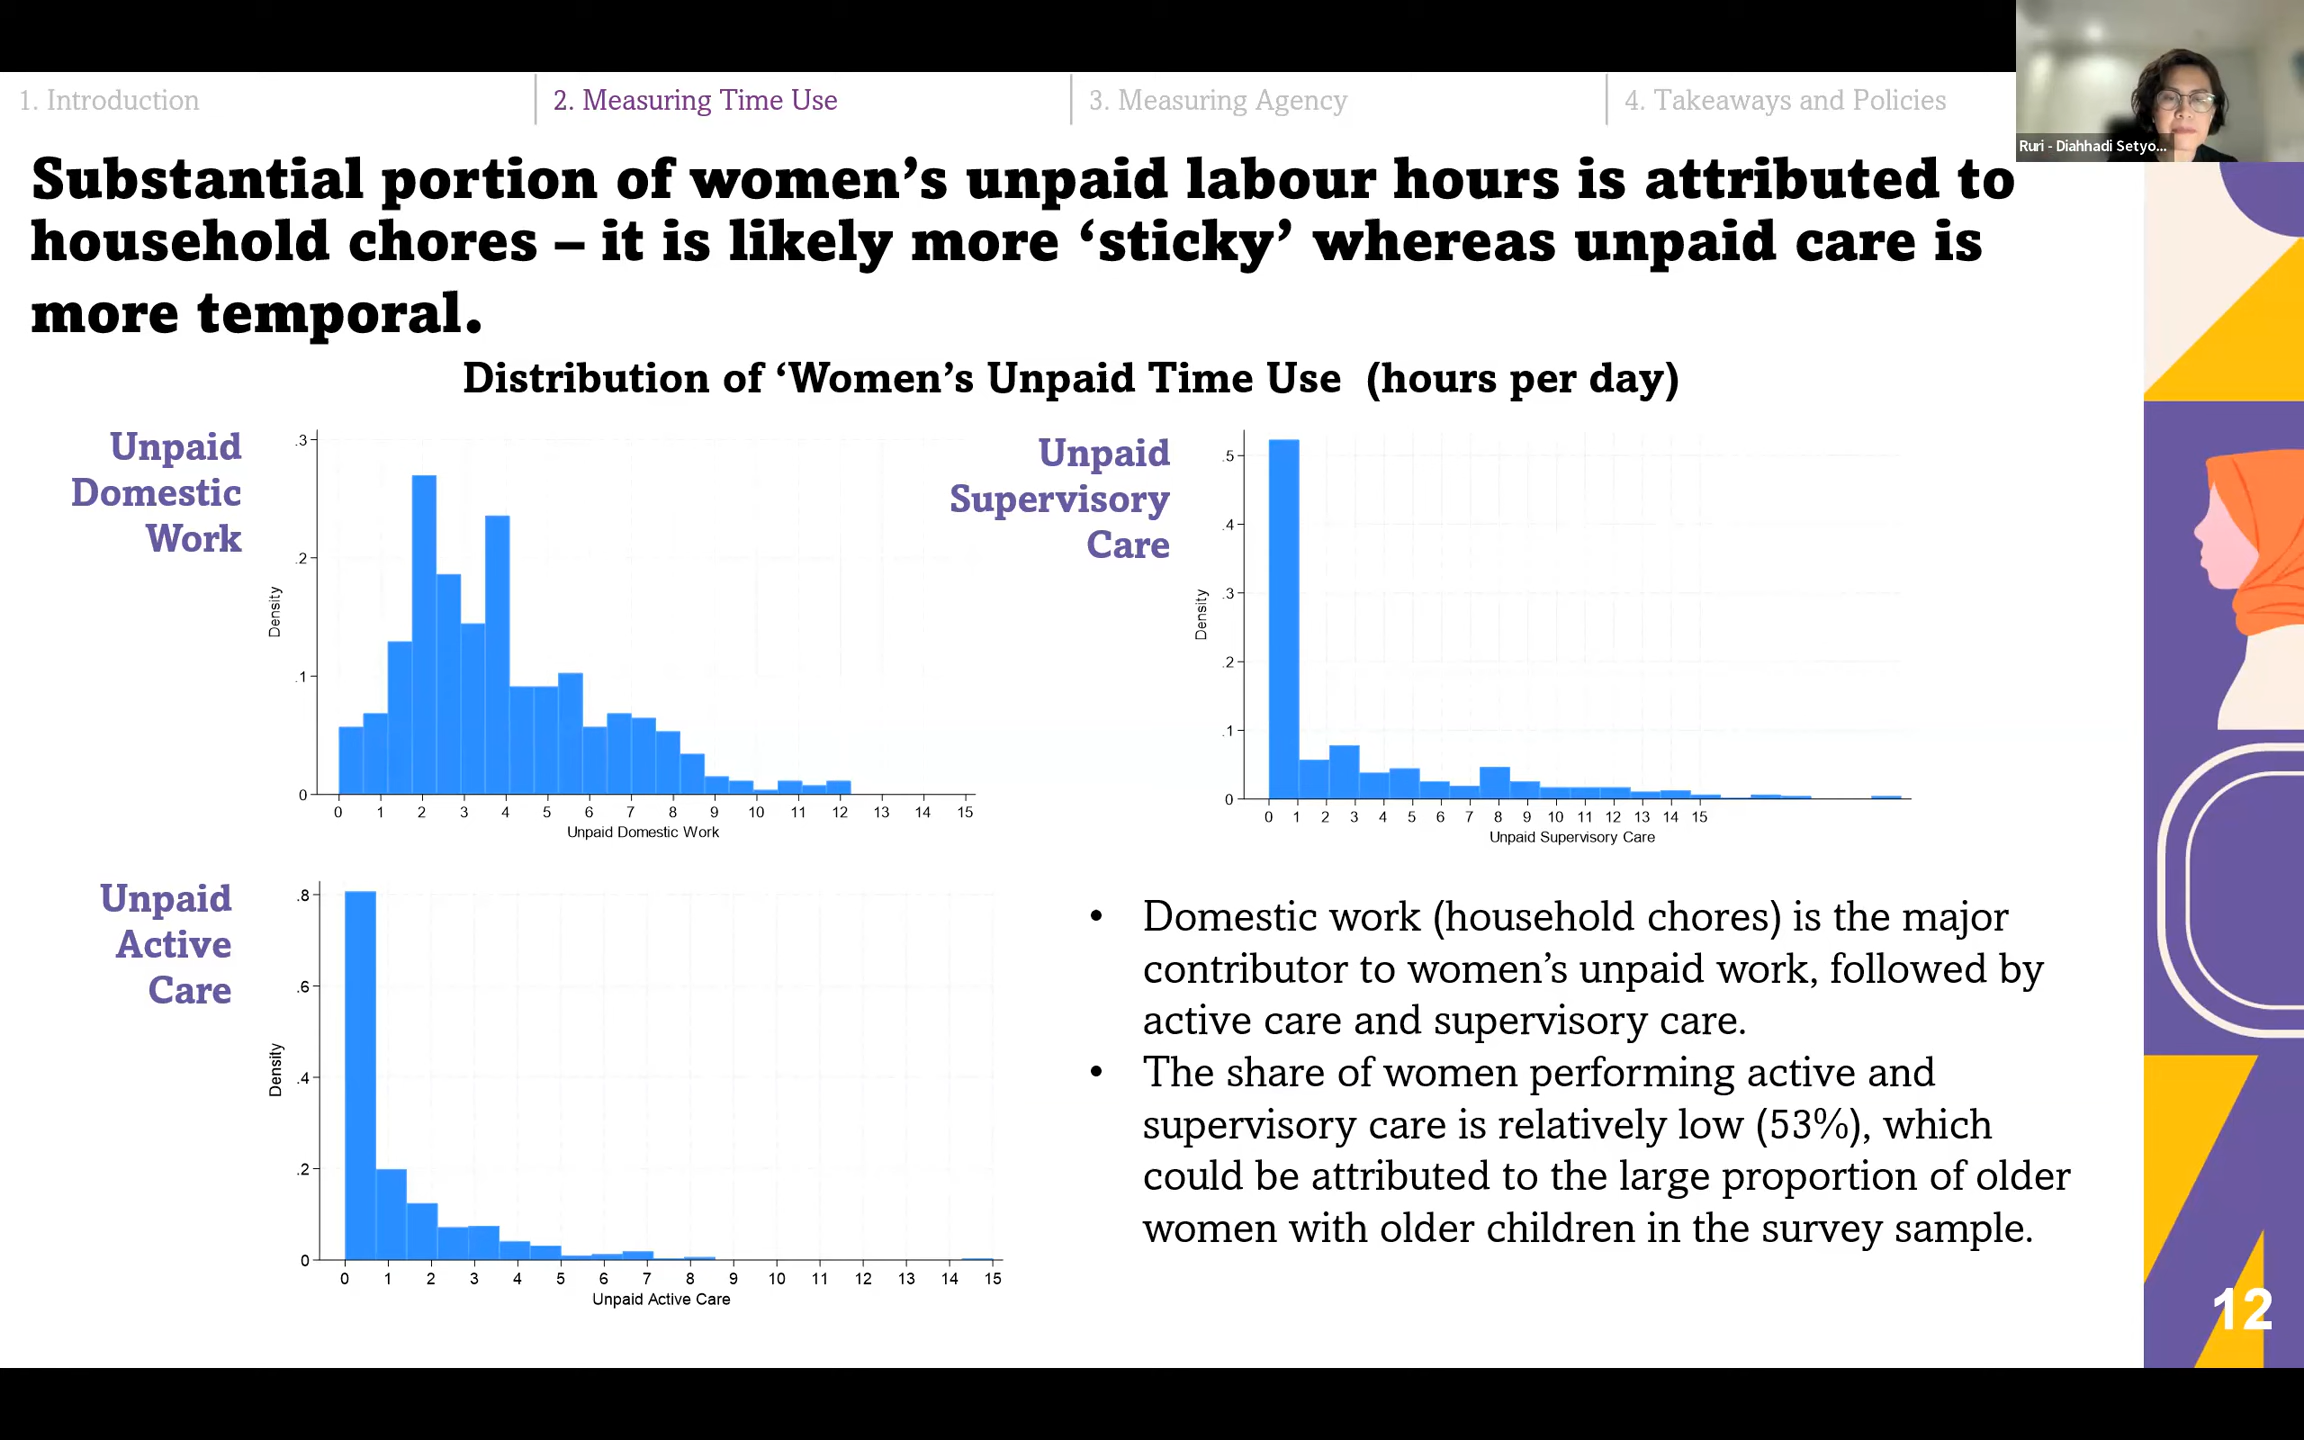 1. Introduction
2. Measuring Time Use
3. Measuring Agency
4. Takeaways and Policies
Ruri - Diahhadi Setyo...
Substantial portion of women’s unpaid labour hours is attributed to
household chores – it is likely more ‘sticky’ whereas unpaid care is
more temporal.
Distribution of ‘Women’s Unpaid Time Use (hours per day)
Unpaid
Domestic
Work
.3
.2
.1
0
Density
0 1 2 3 4 5 6 7 8 9 10 11 12 13 14 15
Unpaid Domestic Work
Unpaid
Supervisory
Care
.5
.4
.3
.2
.1
0
Density
0 1 2 3 4 5 6 7 8 9 10 11 12 13 14 15
Unpaid Supervisory Care
Unpaid
Active
Care
.8
.6
.4
.2
0
Density
0 1 2 3 4 5 6 7 8 9 10 11 12 13 14 15
Unpaid Active Care
• Domestic work (household chores) is the major
contributor to women’s unpaid work, followed by
active care and supervisory care.
• The share of women performing active and
supervisory care is relatively low (53%), which
could be attributed to the large proportion of older
women with older children in the survey sample.
12